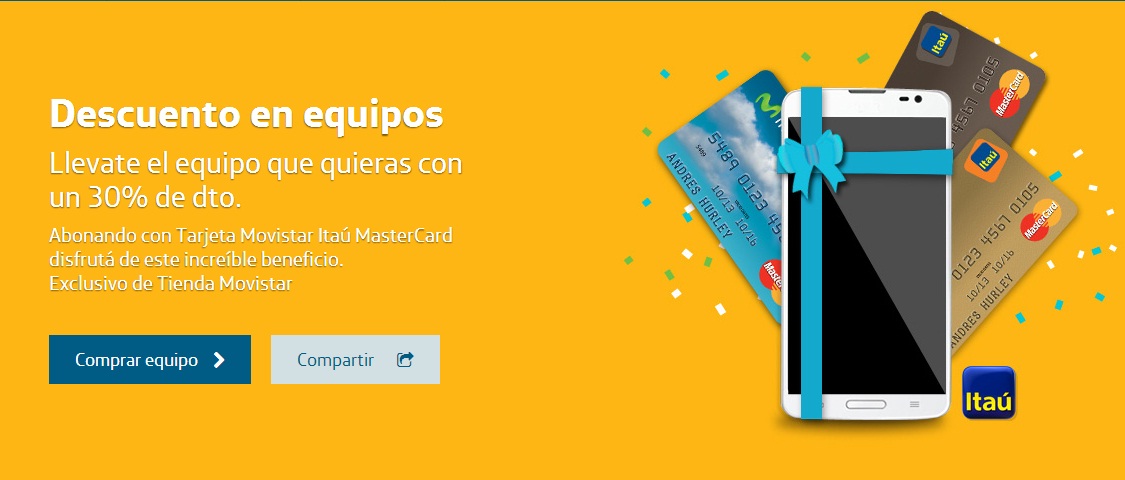 Descuento en equipos
Llevate el equipo que quieras con
un 30% de dto.
Abonando con Tarjeta Movistar Itaú MasterCard
disfrutá de este increíble beneficio.
Exclusivo de Tienda Movistar
Comprar equipo
Compartir
5489 0123 45
5489
10/13 10/16
ANDRES HURLEY
Itaú
4567 0105
MasterCard
Itaú
0123 4567 0105
10/13 10/16
ANDRES HURLEY
MasterCard
Itaú